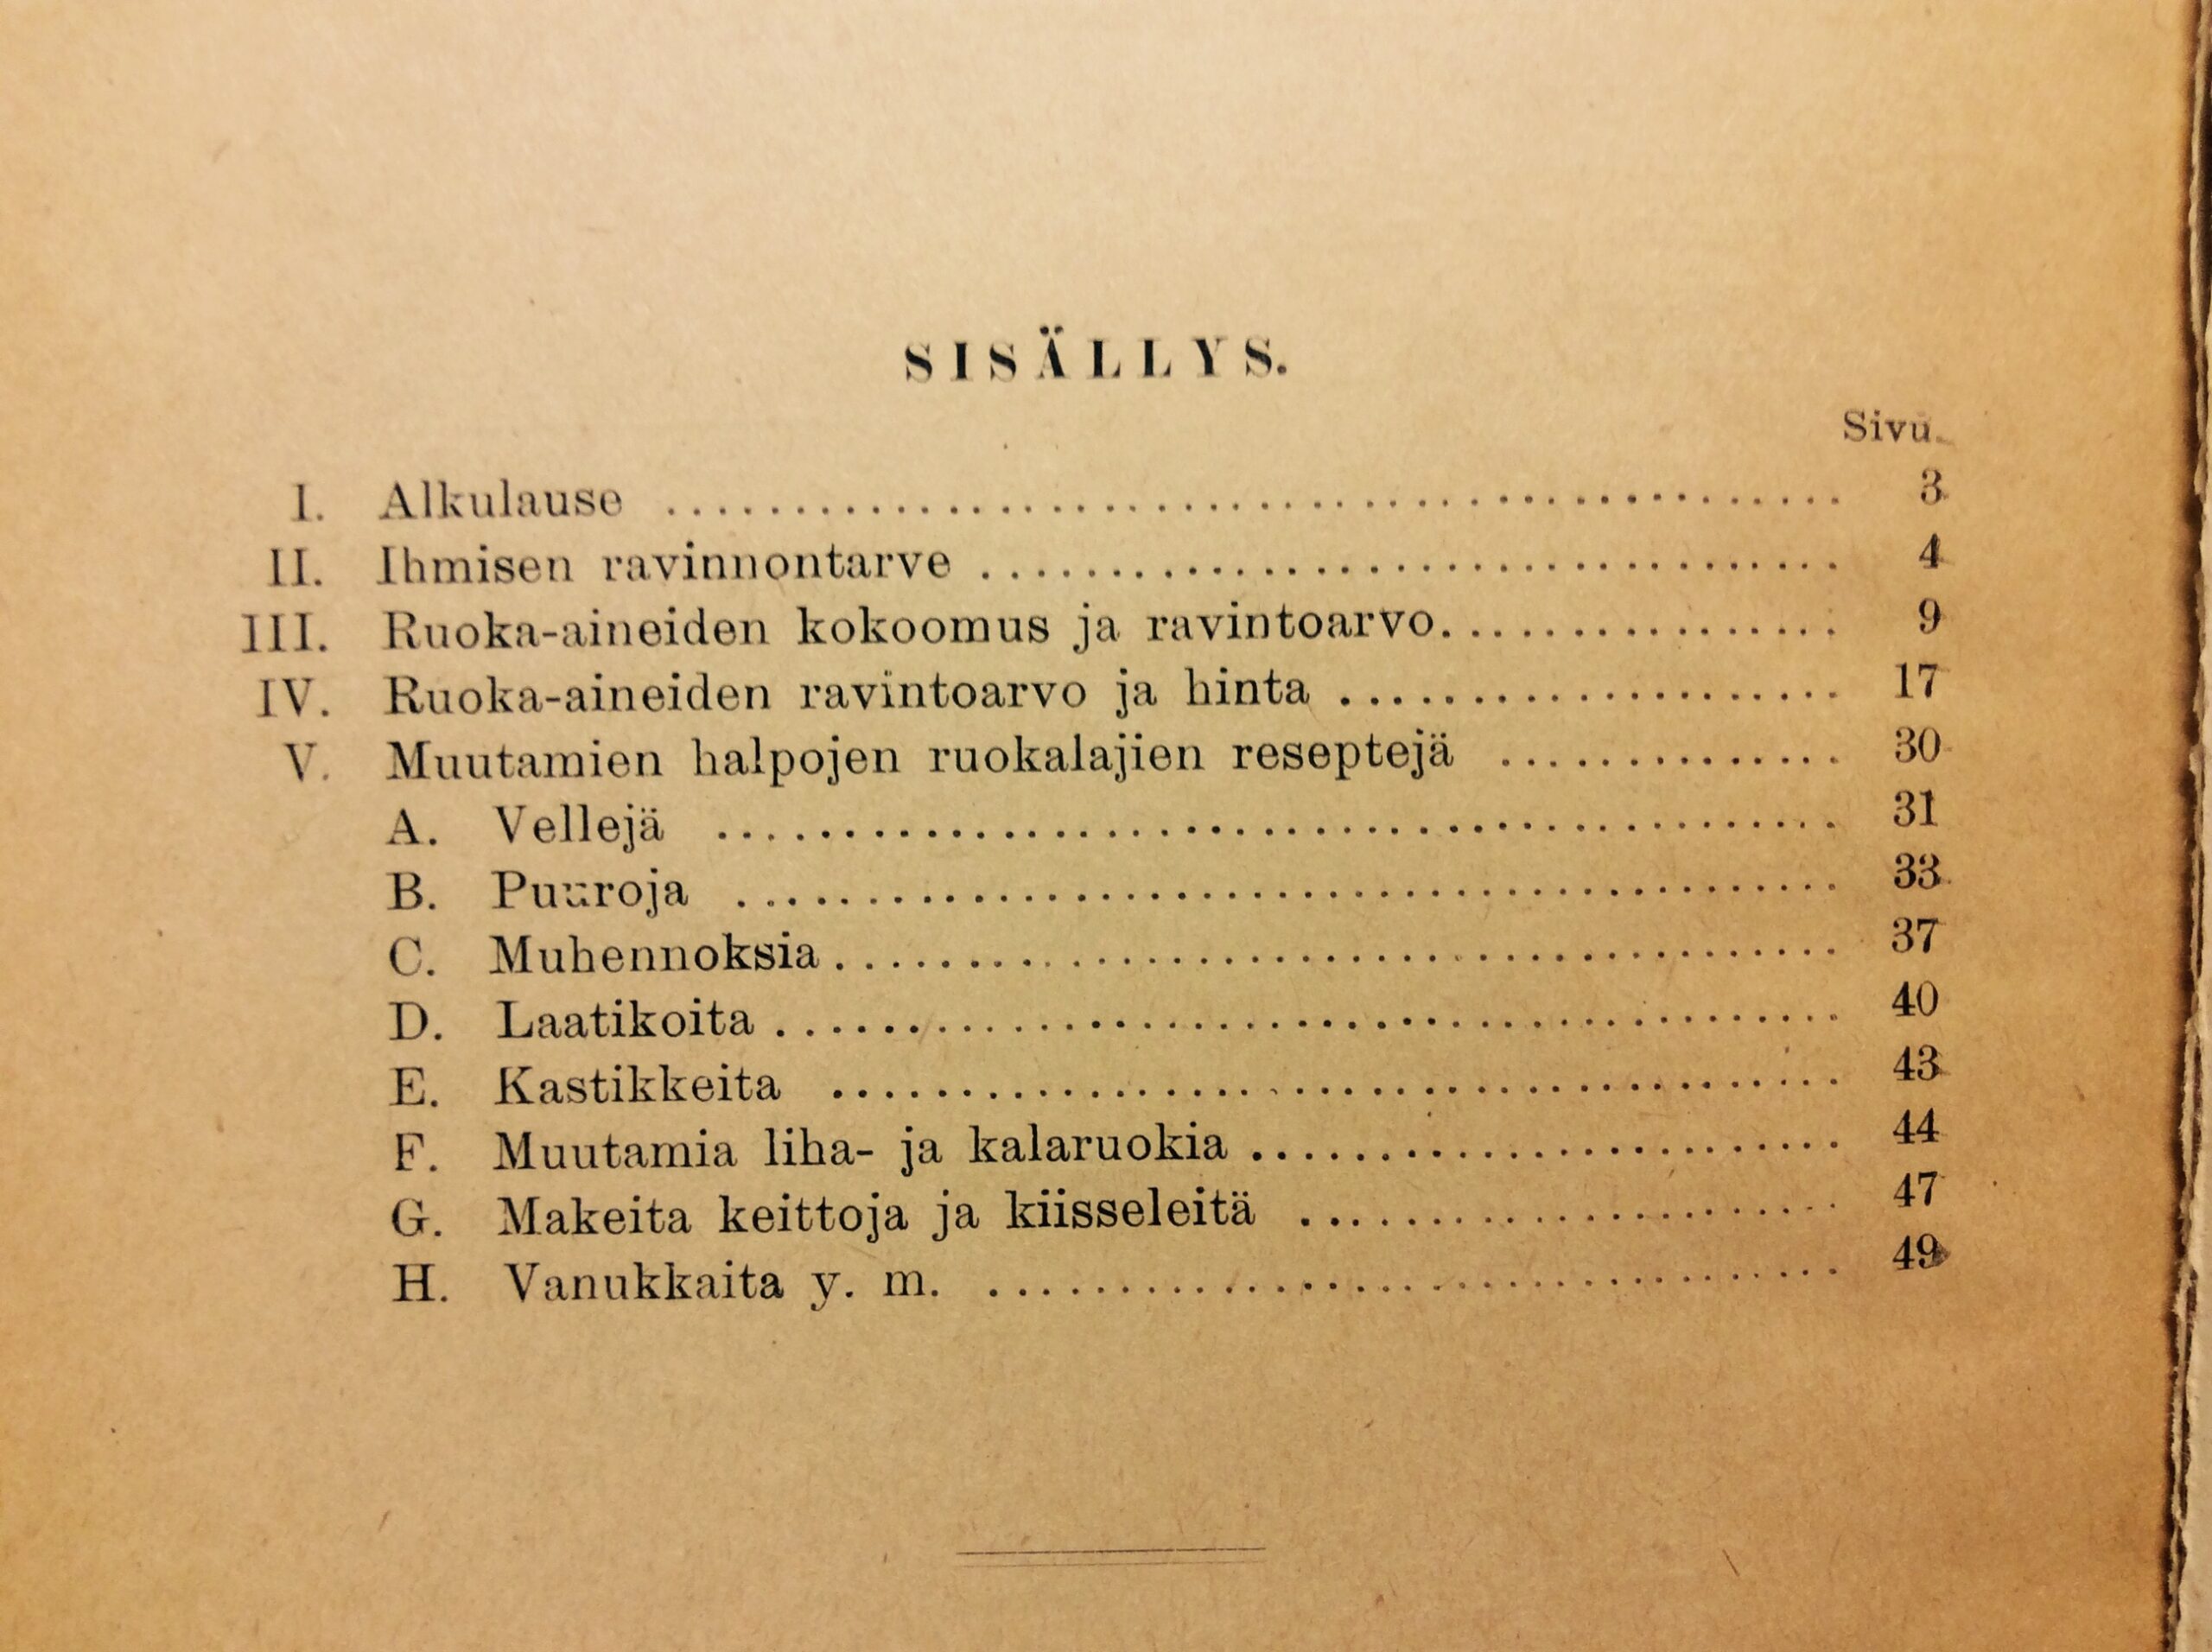 SISÄLLYS.
Sivu.
I. Alkulause ........................................ 3
II. Ihmisen ravinnontarve .................................. 4
III. Ruoka-aineiden kokoomus ja ravintoarvo................ 9
IV. Ruoka-aineiden ravintoarvo ja hinta .................... 17
V. Muutamien halpojen ruokalajien reseptejä .............. 30
A. Vellejä ............................................ 31
B. Puuroja ........................................... 33
C. Muhennoksia....................................... 37
D. Laatikoita ......................................... 40
E. Kastikkeita ....................................... 43
F. Muutamia liha- ja kalaruokia ....................... 44
G. Makeita keittoja ja kiisseleitä ..................... 47
H. Vanukkaita y. m. ................................. 49